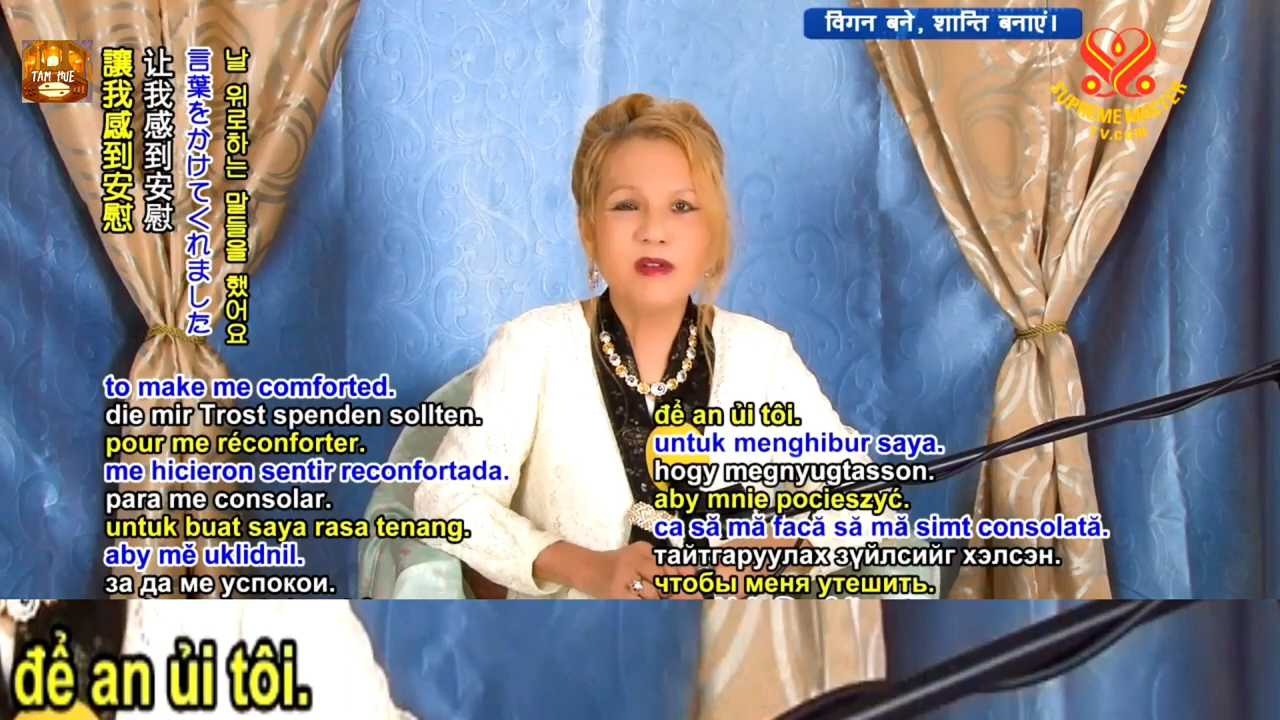 विगन बने, शान्ति बनाएं।
TÂM HUE
SUPREME MASTER
TV.com
讓我感到安慰
让我感到安慰
言葉をかけてくれました
날 위로하는 말들을 했어요
to make me comforted.
die mir Trost spenden sollten.
pour me réconforter.
me hicieron sentir reconfortada.
para me consolar.
untuk buat saya rasa tenang.
aby mě uklidnil.
за да ме успокои.
để an ủi tôi.
untuk menghibur saya.
hogy megnyugtasson.
aby mnie pocieszyć.
ca să mă facă să mă simt consolată.
тайтгаруулах зүйлсийг хэлсэн.
чтобы меня утешить.
để an ủi tôi.